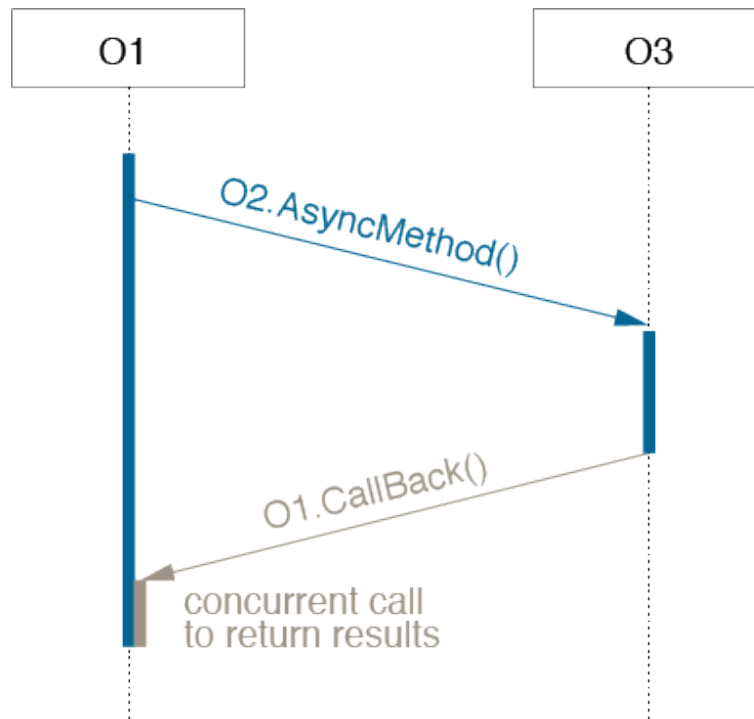 O1
O3
O2.AsyncMethod()
O1.CallBack()
concurrent call
to return results